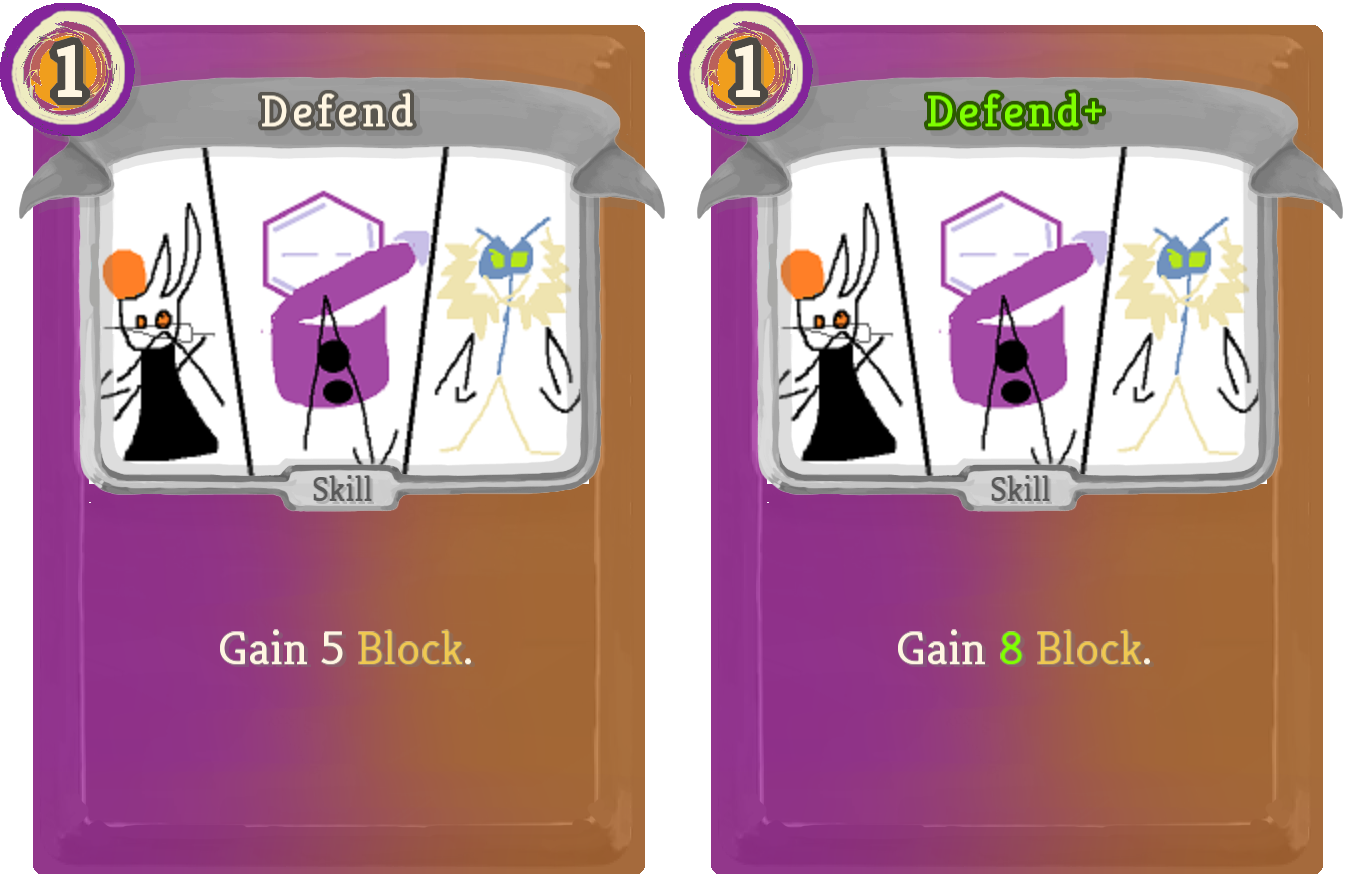 1
Defend
Skill
Gain 5 Block.
1
Defend+
Skill
Gain 8 Block.